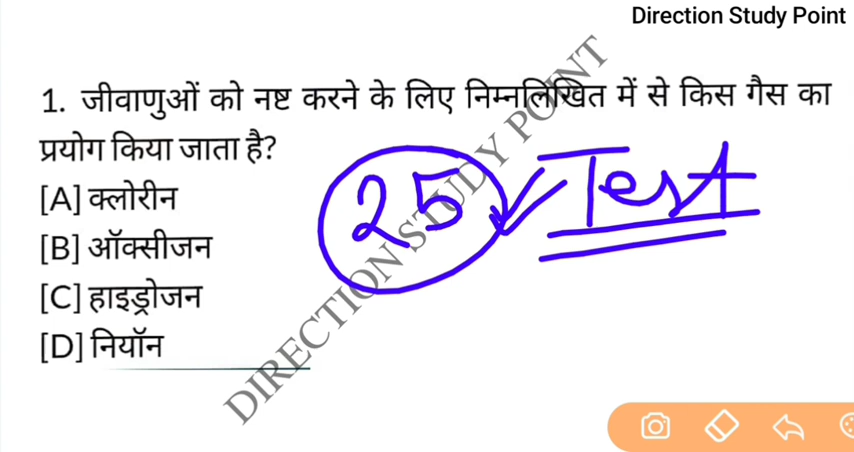 Direction Study Point
1. जीवाणुओं को नष्ट करने के लिए निम्नलिखित में से किस गैस का
प्रयोग किया जाता है?
[A] क्लोरीन
[B] ऑक्सीजन
[C] हाइड्रोजन
[D] नियॉन
25 Test
DIRECTION STUDY POINT